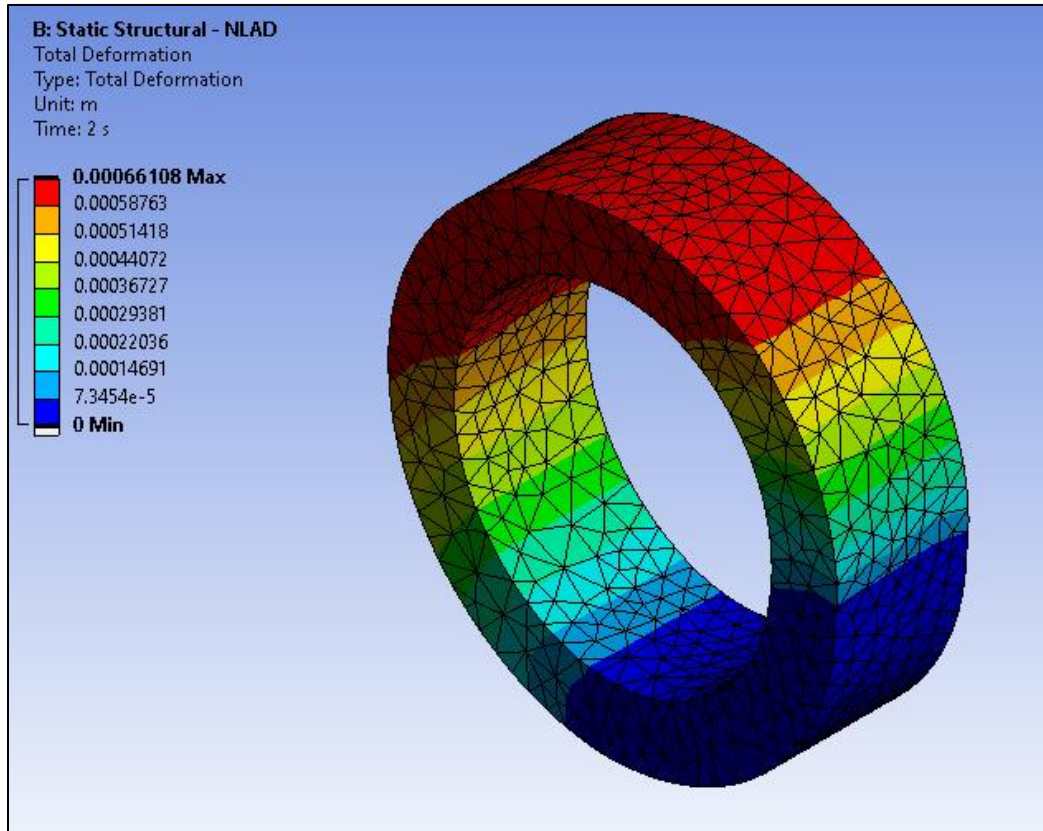 B: Static Structural - NLAD
Total Deformation
Type: Total Deformation
Unit: m
Time: 2 s
0.00066108 Max
0.00058763
0.00051418
0.00044072
0.00036727
0.00029381
0.00022036
0.00014691
7.3454e-5
0 Min